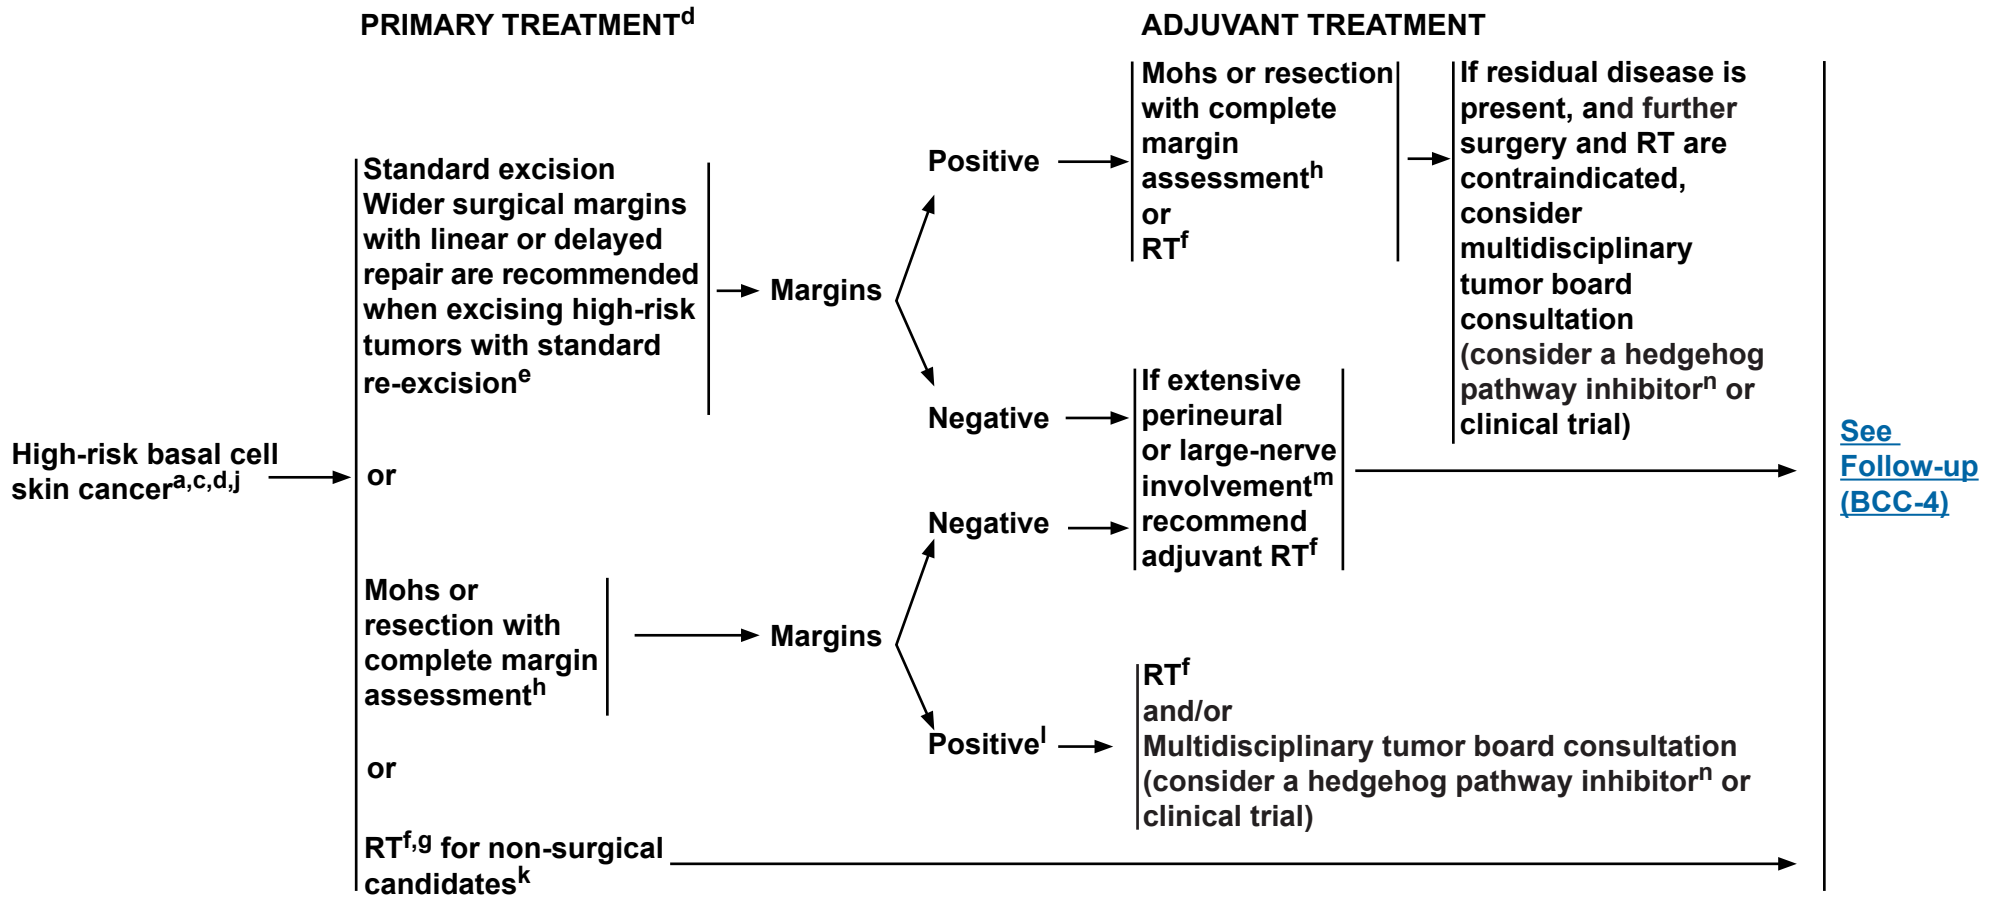 PRIMARY TREATMENTd
ADJUVANT TREATMENT
High-risk basal cell
skin cancera,c,d,j
Standard excision
Wider surgical margins
with linear or delayed
repair are recommended
when excising high-risk
tumors with standard
re-excisione
or
Mohs or
resection with
complete margin
assessmenth
or
RTf,g for non-surgical
candidatesk
Margins
Positive
Negative
Margins
Negative
Positivel
Mohs or resection
with complete
margin
assessmenth
or
RTf
If residual disease is
present, and further
surgery and RT are
contraindicated,
consider
multidisciplinary
tumor board
consultation
(consider a hedgehog
pathway inhibitorn or
clinical trial)
If extensive
perineural
or large-nerve
involvementm
recommend
adjuvant RTf
RTf
and/or
Multidisciplinary tumor board consultation
(consider a hedgehog pathway inhibitorn or
clinical trial)
See
Follow-up
(BCC-4)